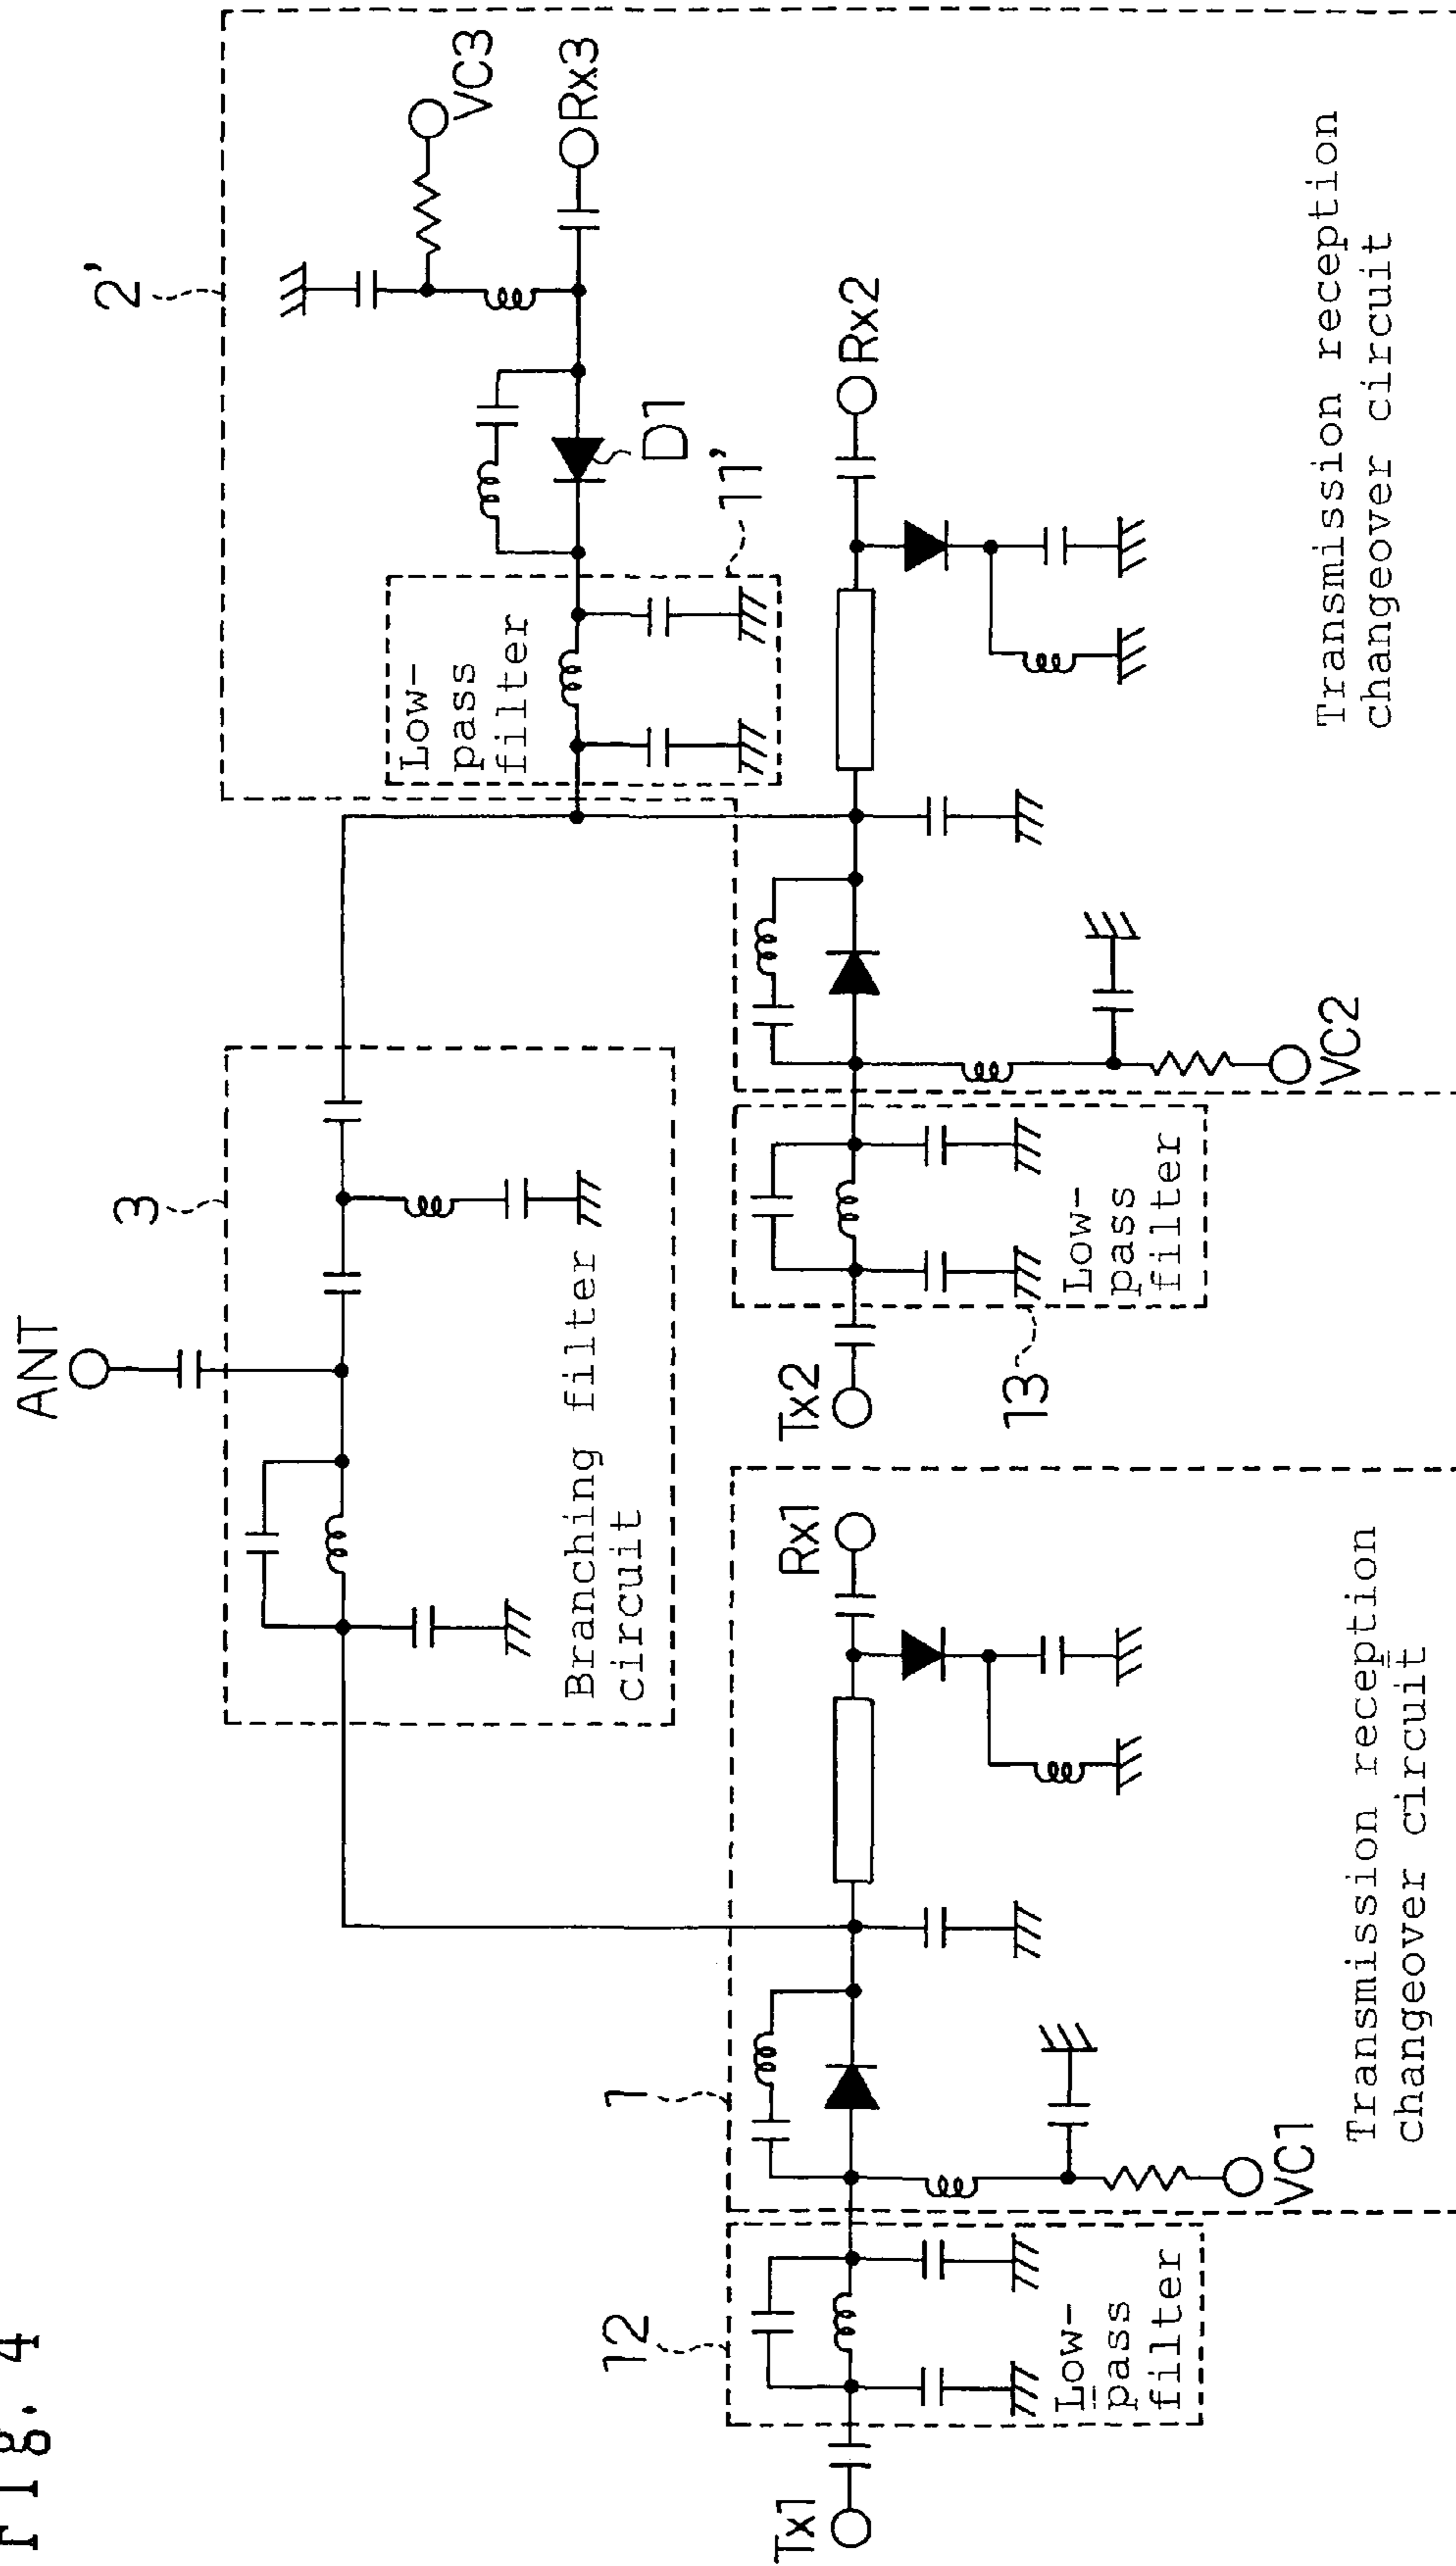 Fig. 4
ANT
3
Branching filter
circuit
2'
VC3
Rx3
D1
11'
Low-
pass
filter
Rx2
Transmission reception
changeover circuit
VC2
Tx2
13
Low-
pass
filter
1
Rx1
VC1
Transmission reception
changeover circuit
12
Tx1
Low-
pass
filter